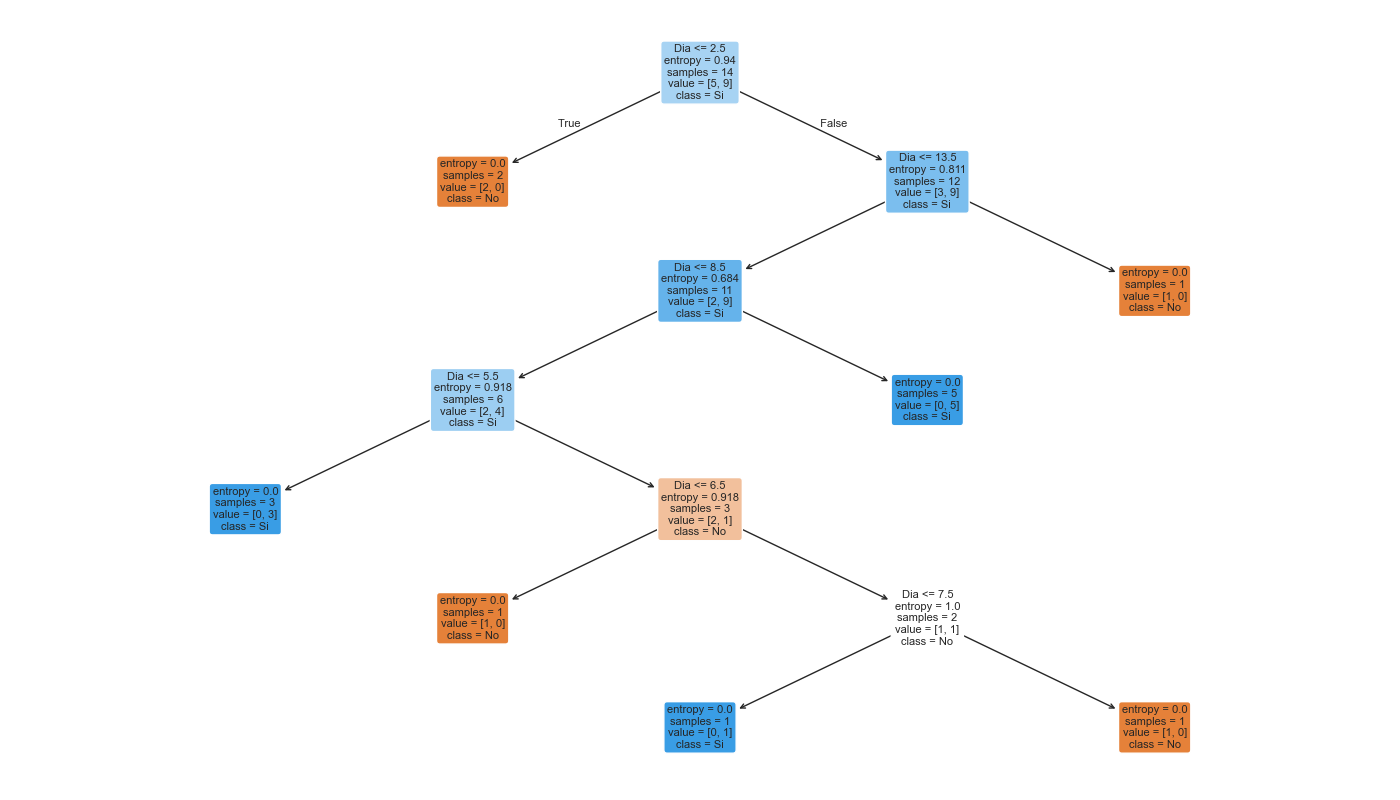 Dia <= 2.5
entropy = 0.94
samples = 14
value = [5, 9]
class = Si
True
False
entropy = 0.0
samples = 2
value = [2, 0]
class = No
Dia <= 13.5
entropy = 0.811
samples = 12
value = [3, 9]
class = Si
Dia <= 8.5
entropy = 0.684
samples = 11
value = [2, 9]
class = Si
entropy = 0.0
samples = 1
value = [1, 0]
class = No
Dia <= 5.5
entropy = 0.918
samples = 6
value = [2, 4]
class = Si
entropy = 0.0
samples = 5
value = [0, 5]
class = Si
entropy = 0.0
samples = 3
value = [0, 3]
class = Si
Dia <= 6.5
entropy = 0.918
samples = 3
value = [2, 1]
class = No
entropy = 0.0
samples = 1
value = [1, 0]
class = No
Dia <= 7.5
entropy = 1.0
samples = 2
value = [1, 1]
class = No
entropy = 0.0
samples = 1
value = [0, 1]
class = Si
entropy = 0.0
samples = 1
value = [1, 0]
class = No